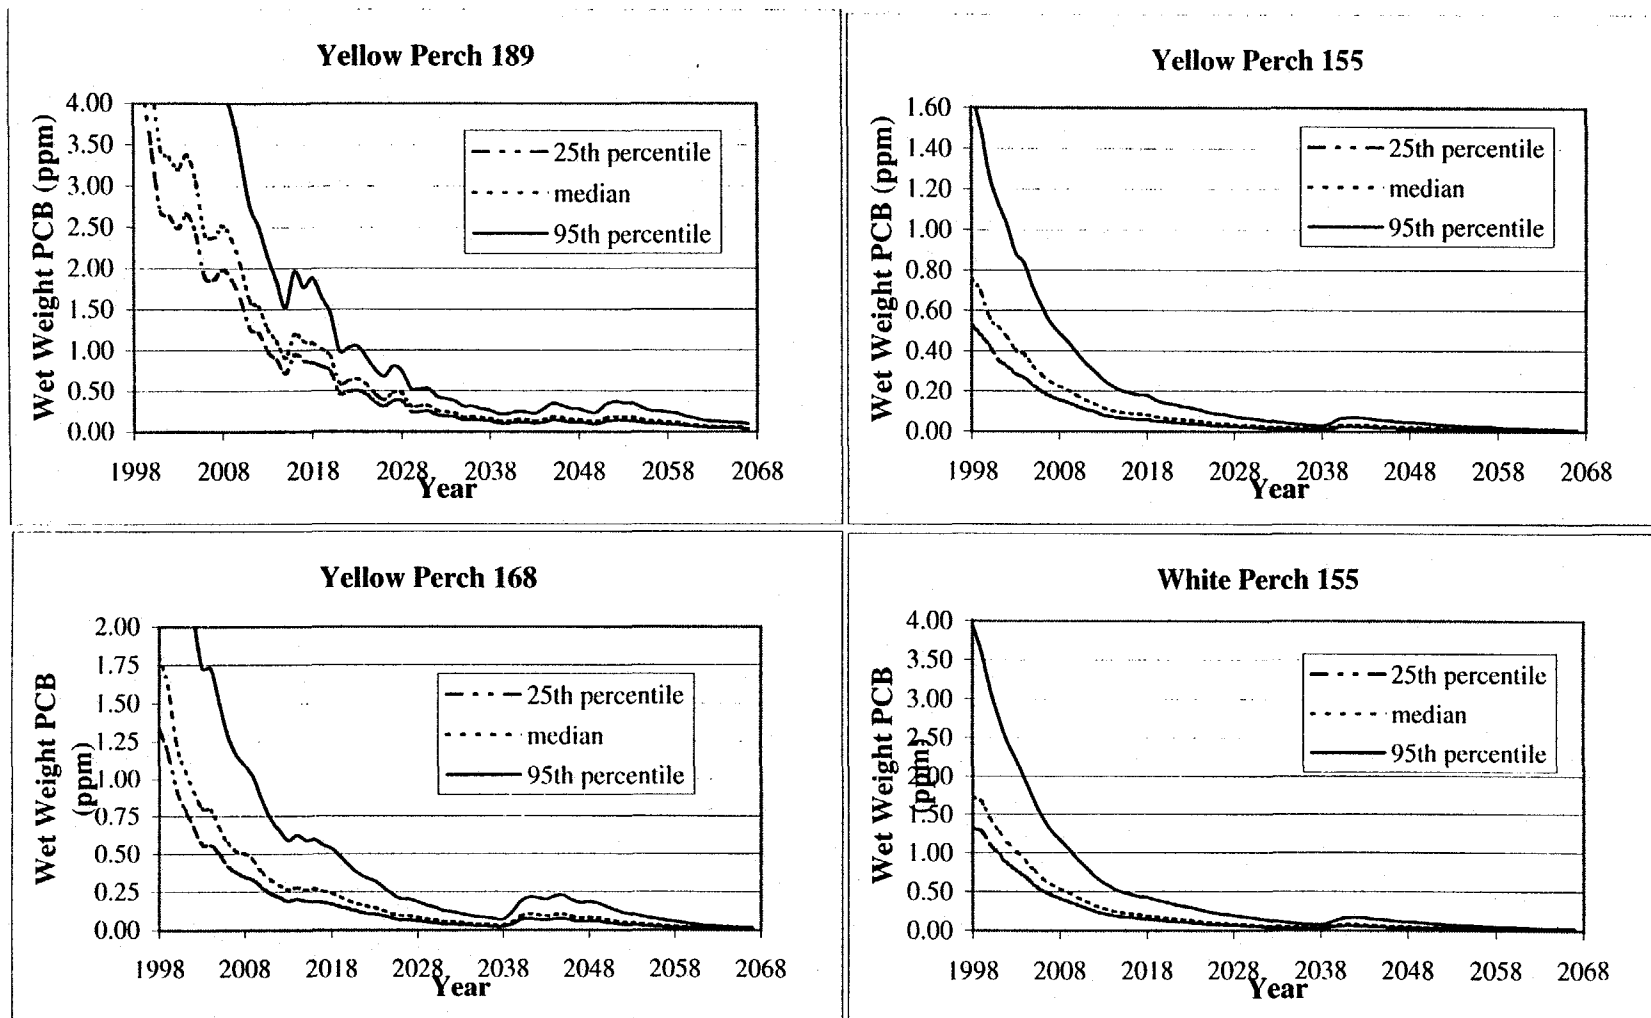 Yellow Perch 189
Wet Weight PCB (ppm)
4.00
3.50
3.00
2.50
2.00
1.50
1.00
0.50
0.00
25th percentile
median
95th percentile
1998 2008 2018 2028 2038 2048 2058 2068
Year
Yellow Perch 155
Wet Weight PCB (ppm)
1.60
1.40
1.20
1.00
0.80
0.60
0.40
0.20
0.00
25th percentile
median
95th percentile
1998 2008 2018 2028 2038 2048 2058 2068
Year
Yellow Perch 168
Wet Weight PCB
(ppm)
2.00
1.75
1.50
1.25
1.00
0.75
0.50
0.25
0.00
25th percentile
median
95th percentile
1998 2008 2018 2028 2038 2048 2058 2068
Year
White Perch 155
Wet Weight PCB
(ppm)
4.00
3.50
3.00
2.50
2.00
1.50
1.00
0.50
0.00
25th percentile
median
95th percentile
1998 2008 2018 2028 2038 2048 2058 2068
Year